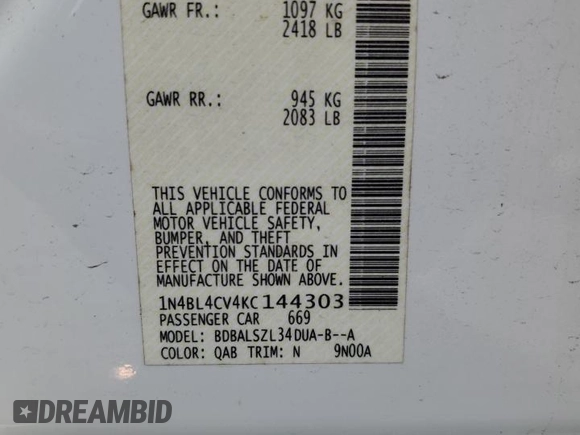 GAWR FR.: 1097 KG
2418 LB
GAWR RR.: 945 KG
2083 LB
THIS VEHICLE CONFORMS TO
ALL APPLICABLE FEDERAL
MOTOR VEHICLE SAFETY,
BUMPER, AND THEFT
PREVENTION STANDARDS IN
EFFECT ON THE DATE OF
MANUFACTURE SHOWN ABOVE.
1N4BL4CV4KC144303
PASSENGER CAR 669
MODEL: BDBALSZL34DUA-B--A
COLOR: QAB TRIM: N 9N00A
DREAMBID